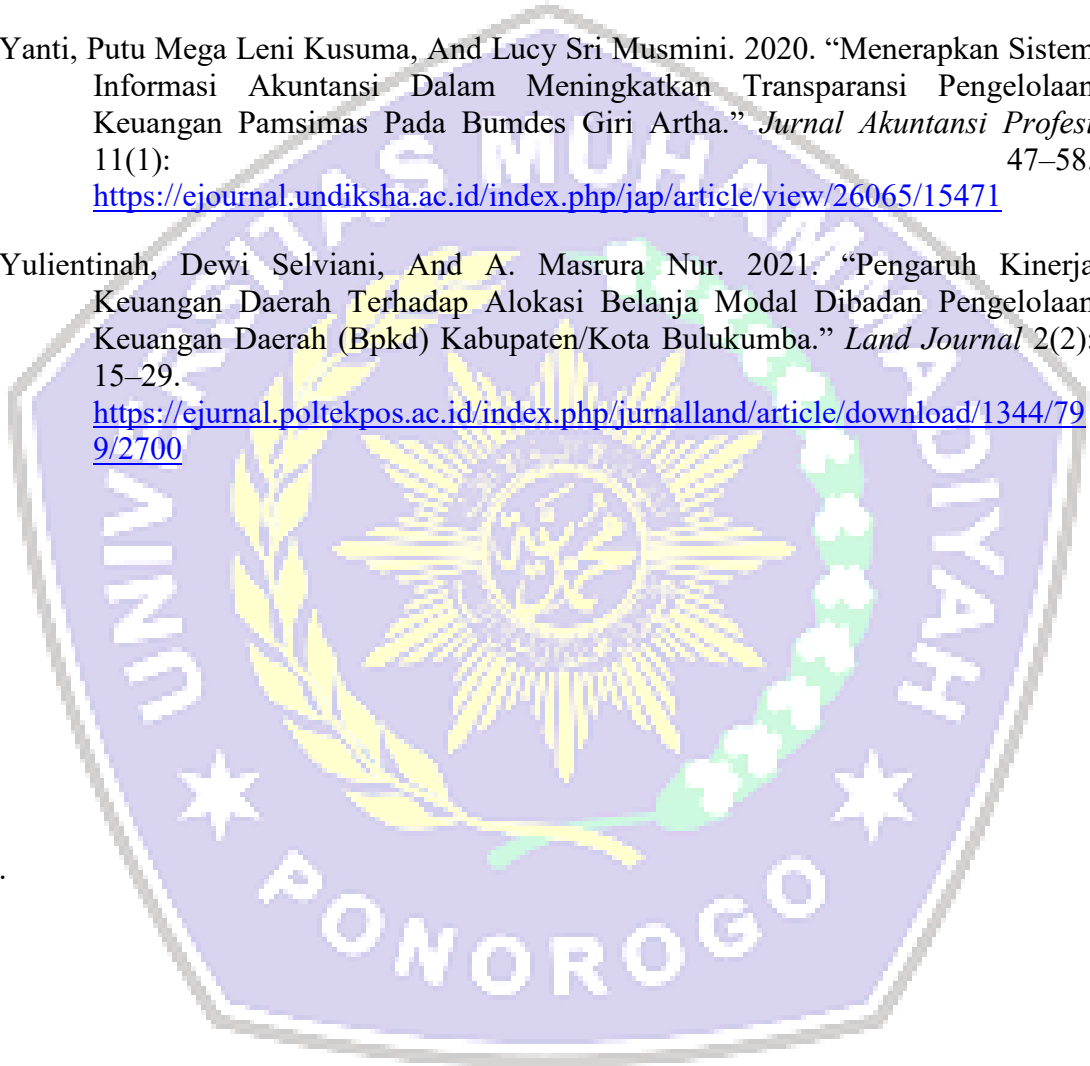 Yanti, Putu Mega Leni Kusuma, And Lucy Sri Musmini. 2020. “Menerapkan Sistem
Informasi Akuntansi Dalam Meningkatkan Transparansi Pengelolaan
Keuangan Pamsimas Pada Bumdes Giri Artha.” Jurnal Akuntansi Profesi
11(1): 47–58.
https://ejournal.undiksha.ac.id/index.php/jap/article/view/26065/15471
Yulientinah, Dewi Selviani, And A. Masrura Nur. 2021. “Pengaruh Kinerja
Keuangan Daerah Terhadap Alokasi Belanja Modal Dibadan Pengelolaan
Keuangan Daerah (Bpkd) Kabupaten/Kota Bulukumba.” Land Journal 2(2):
15–29.
https://ejurnal.poltekpos.ac.id/index.php/jurnalland/article/download/1344/79
9/2700
.
UNIVERSITAS MUHAMMADIYAH
PONOROGO